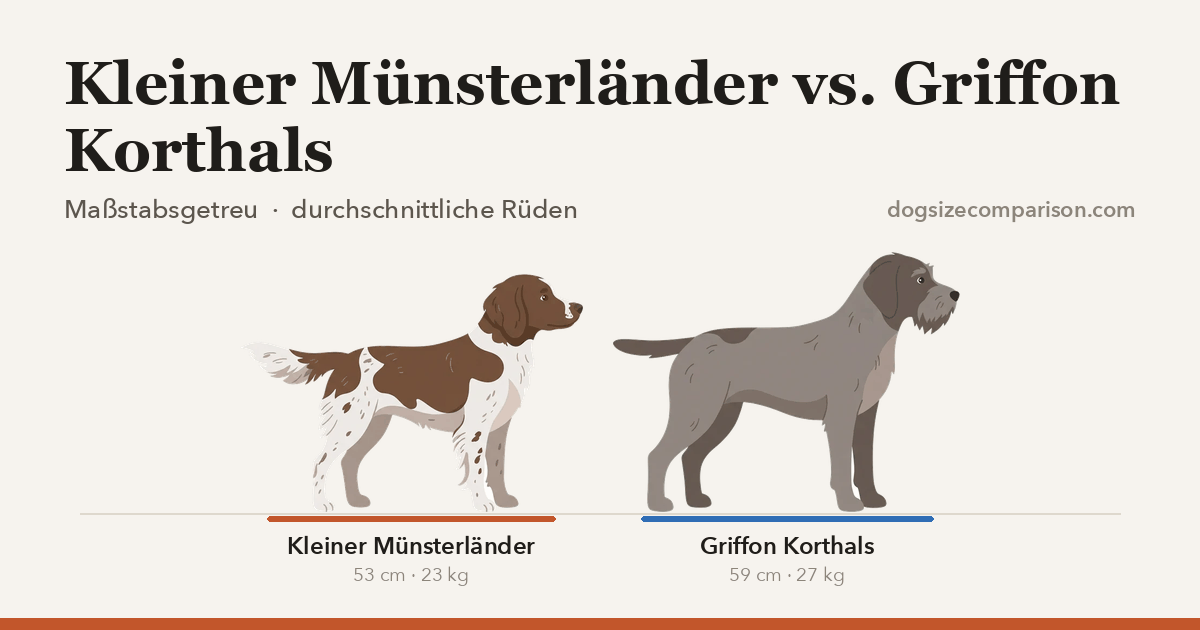 Kleiner Münsterländer vs. Griffon
Korthals
Maßstabsgetreu · durchschnittliche Rüden
dogsizecomparison.com
Kleiner Münsterländer
53 cm · 23 kg
Griffon Korthals
59 cm · 27 kg